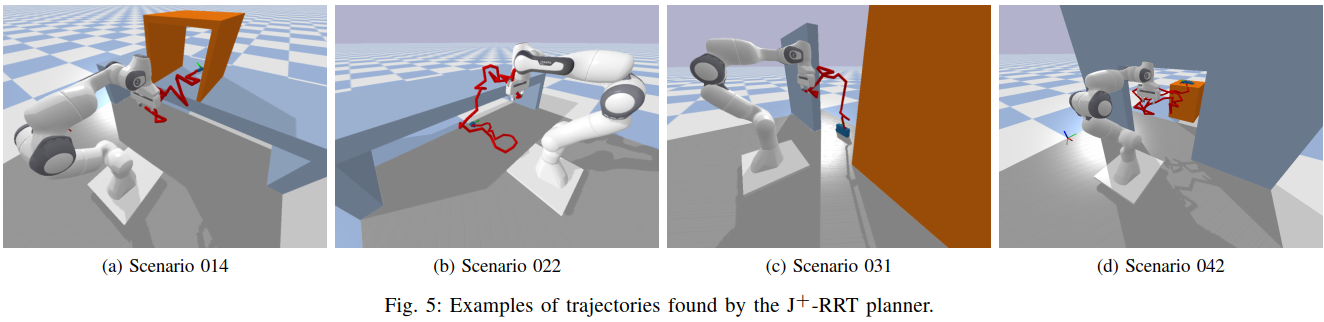 (a) Scenario 014
(b) Scenario 022
(c) Scenario 031
(d) Scenario 042
Fig. 5: Examples of trajectories found by the J⁺-RRT planner.